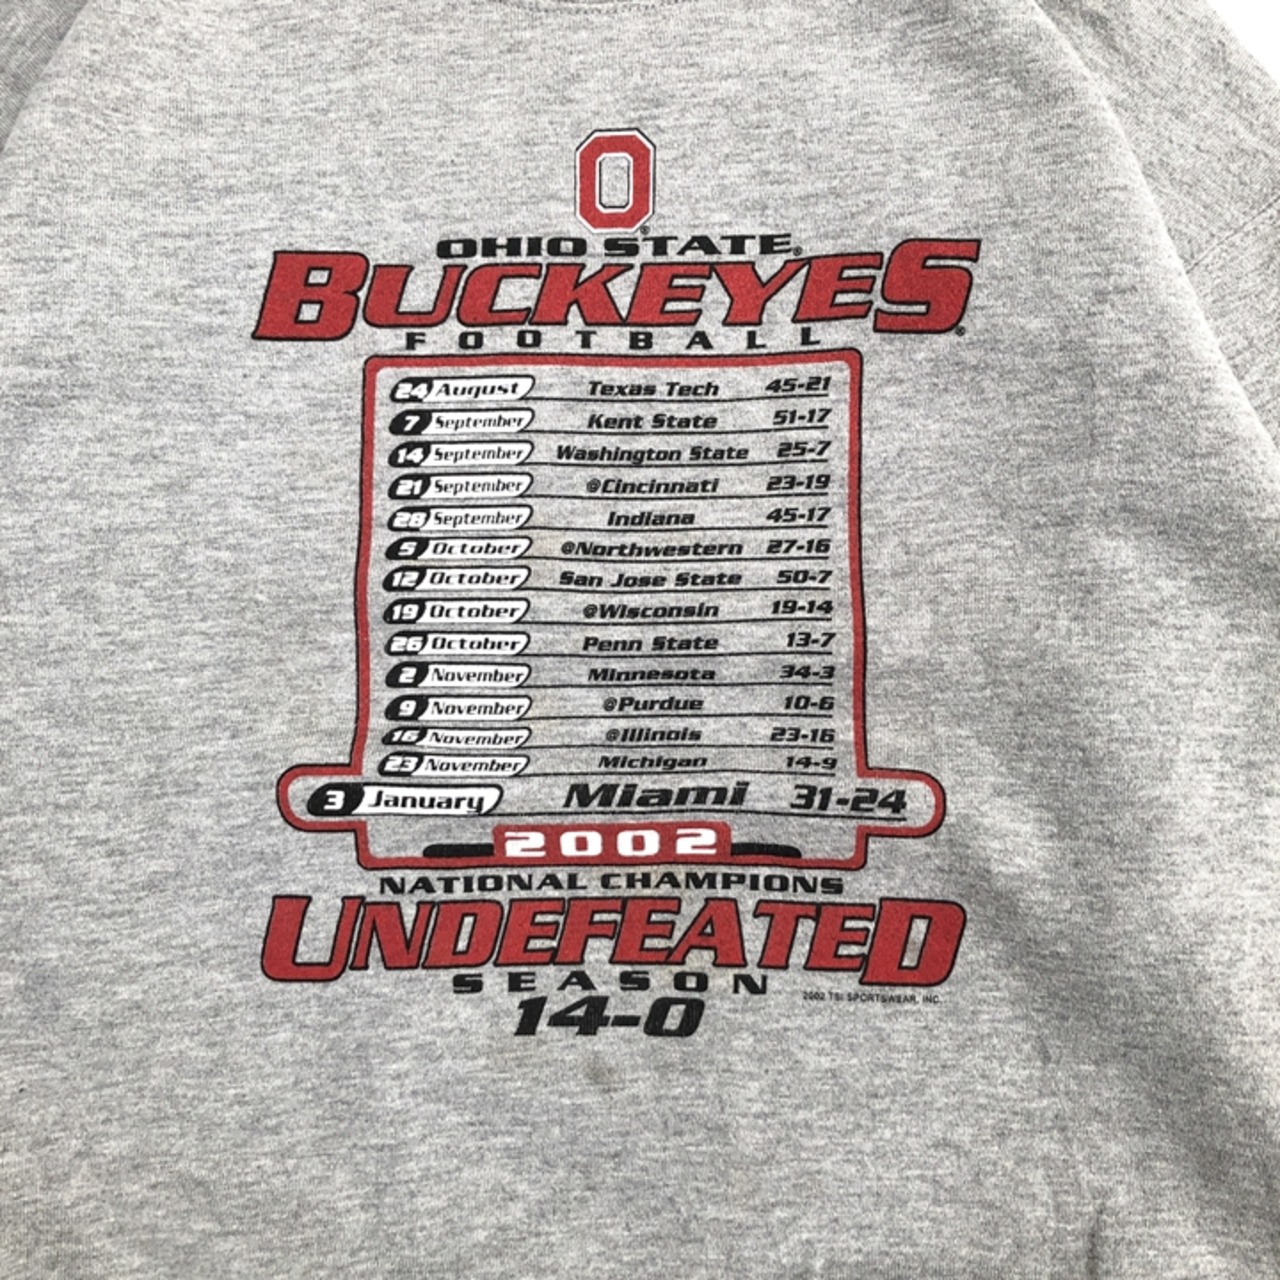 O
OHIO STATE®
BUCKEYES®
FOOTBALL
24 August Texas Tech 45-21
7 September Kent State 51-17
14 September Washington State 25-7
21 September @Cincinnati 23-19
28 September Indiana 45-17
5 October @Northwestern 27-16
12 October San Jose State 50-7
19 October @Wisconsin 19-14
26 October Penn State 13-7
2 November Minnesota 34-3
9 November @Purdue 10-6
16 November @Illinois 23-16
23 November Michigan 14-9
3 January Miami 31-24
2002
NATIONAL CHAMPIONS
UNDEFEATED
SEASON
14-0
2002 TSI SPORTSWEAR, INC.